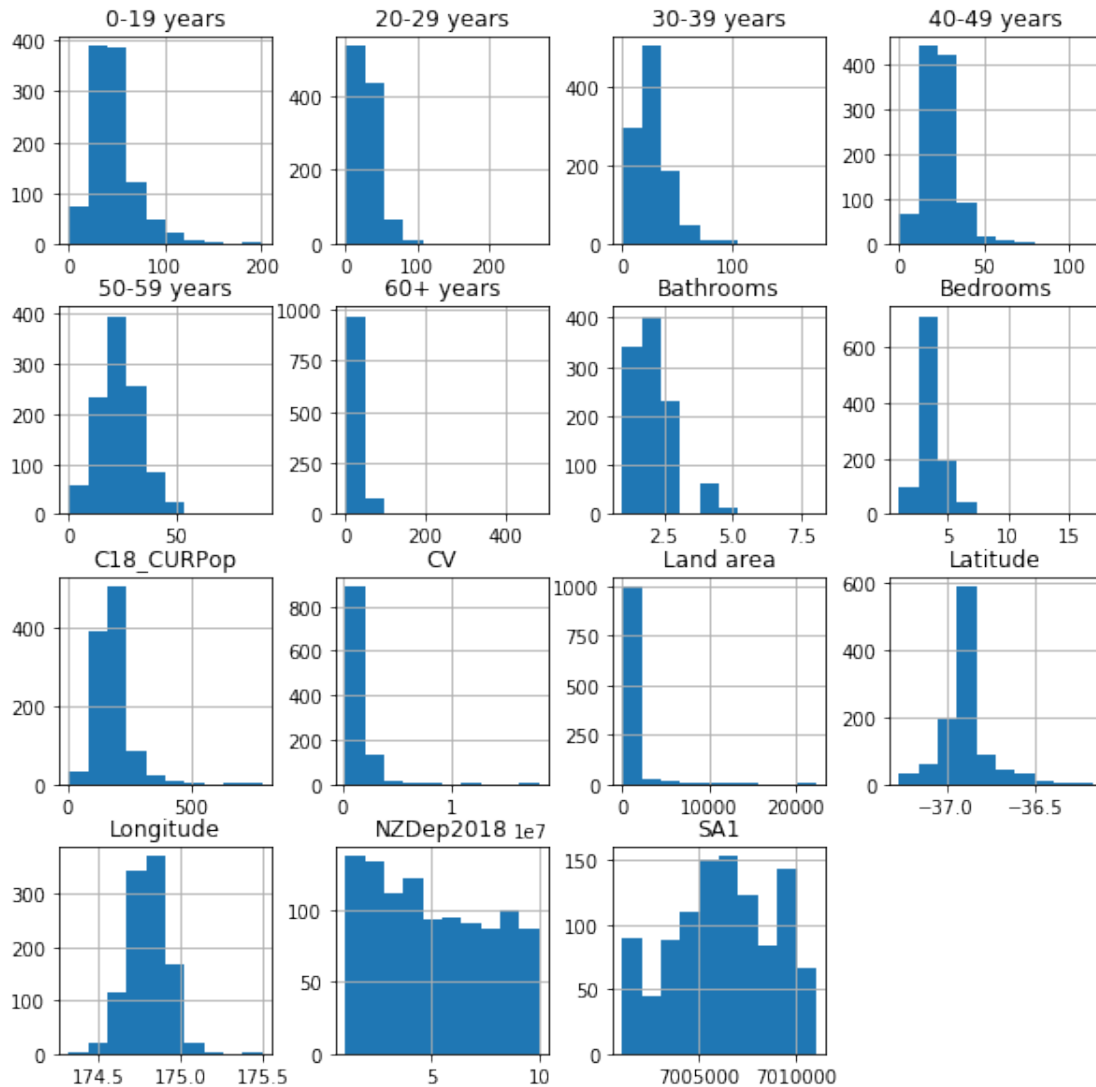 0-19 years 20-29 years 30-39 years 40-49 years
400 300 200 100 0
400 200 0
400 200 0
400 300 200 100 0
0 100 200 0 100 200 0 100 0 50 100
50-59 years 60+ years Bathrooms Bedrooms
400 300 200 100 0
1000 750 500 250 0
400 300 200 100 0
600 400 200 0
0 50 0 200 400 2.5 5.0 7.5 5 10 15
C18_CURPop CV Land area Latitude
400 200 0
800 600 400 200 0
1000 750 500 250 0
600 400 200 0
0 500 0 1 0 10000 20000 −37.0 −36.5
Longitude NZDep2018 1e7 SA1
300 200 100 0
100 50 0
150 100 50 0
174.5 175.0 175.5 5 10 7005000 7010000